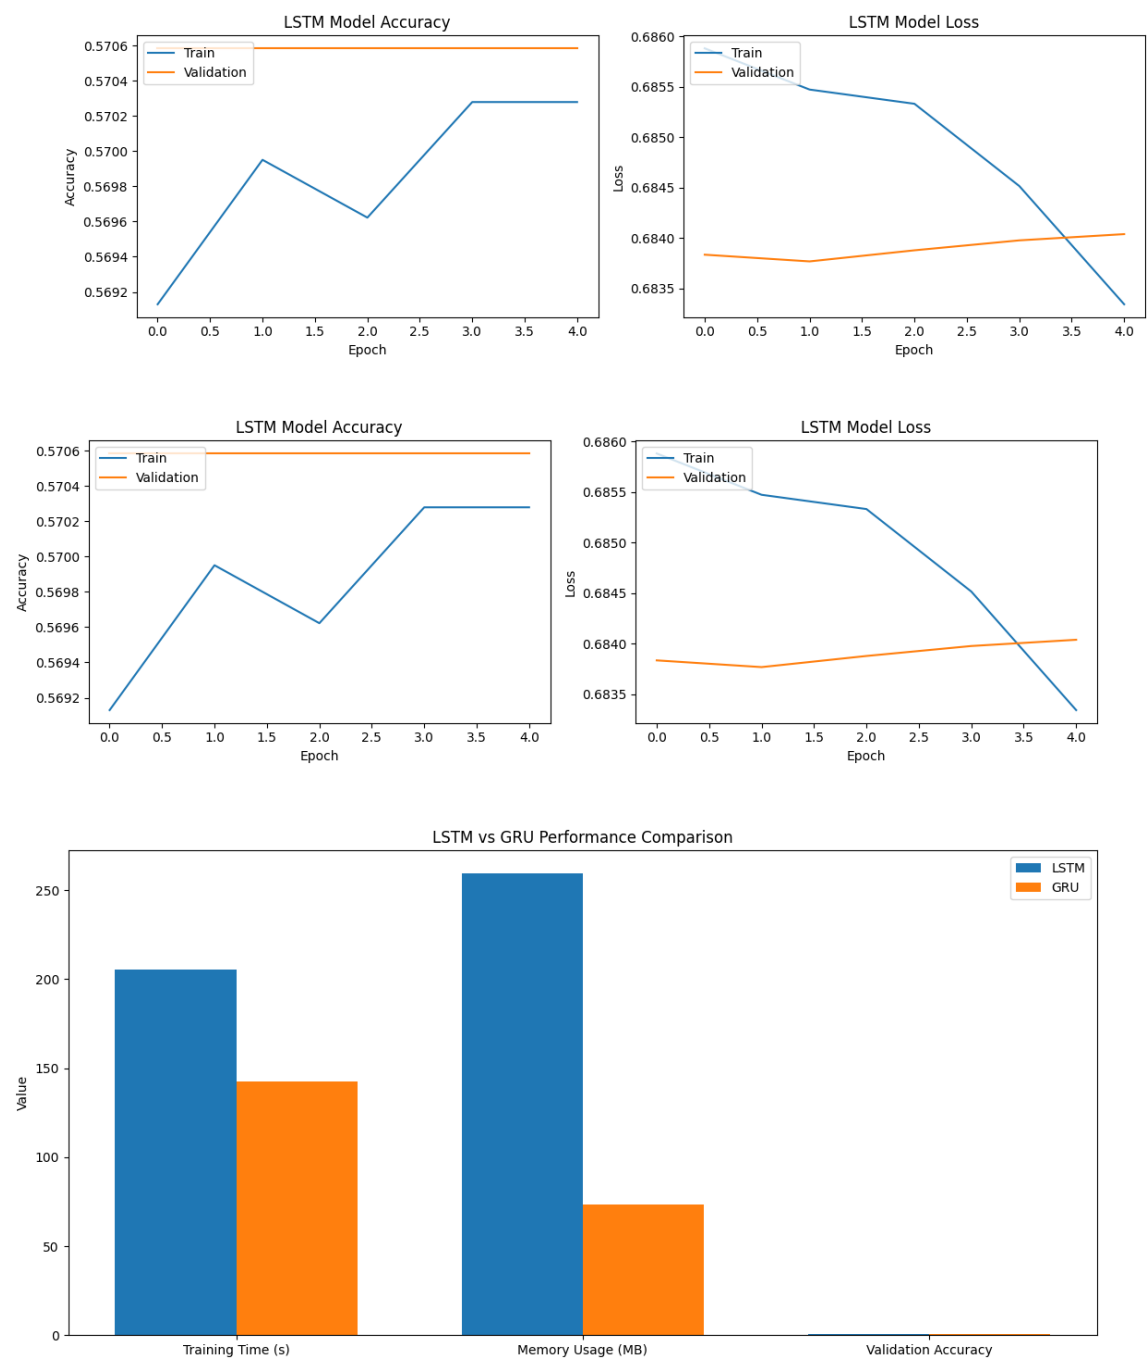 LSTM Model Accuracy
0.5706
0.5704
0.5702
0.5700
0.5698
0.5696
0.5694
0.5692
Accuracy
Train
Validation
0.0 0.5 1.0 1.5 2.0 2.5 3.0 3.5 4.0
Epoch
LSTM Model Loss
0.6860
0.6855
0.6850
0.6845
0.6840
0.6835
Loss
Train
Validation
0.0 0.5 1.0 1.5 2.0 2.5 3.0 3.5 4.0
Epoch
LSTM Model Accuracy
0.5706
0.5704
0.5702
0.5700
0.5698
0.5696
0.5694
0.5692
Accuracy
Train
Validation
0.0 0.5 1.0 1.5 2.0 2.5 3.0 3.5 4.0
Epoch
LSTM Model Loss
0.6860
0.6855
0.6850
0.6845
0.6840
0.6835
Loss
Train
Validation
0.0 0.5 1.0 1.5 2.0 2.5 3.0 3.5 4.0
Epoch
LSTM vs GRU Performance Comparison
LSTM
GRU
250
200
150
100
50
0
Value
Training Time (s) Memory Usage (MB) Validation Accuracy